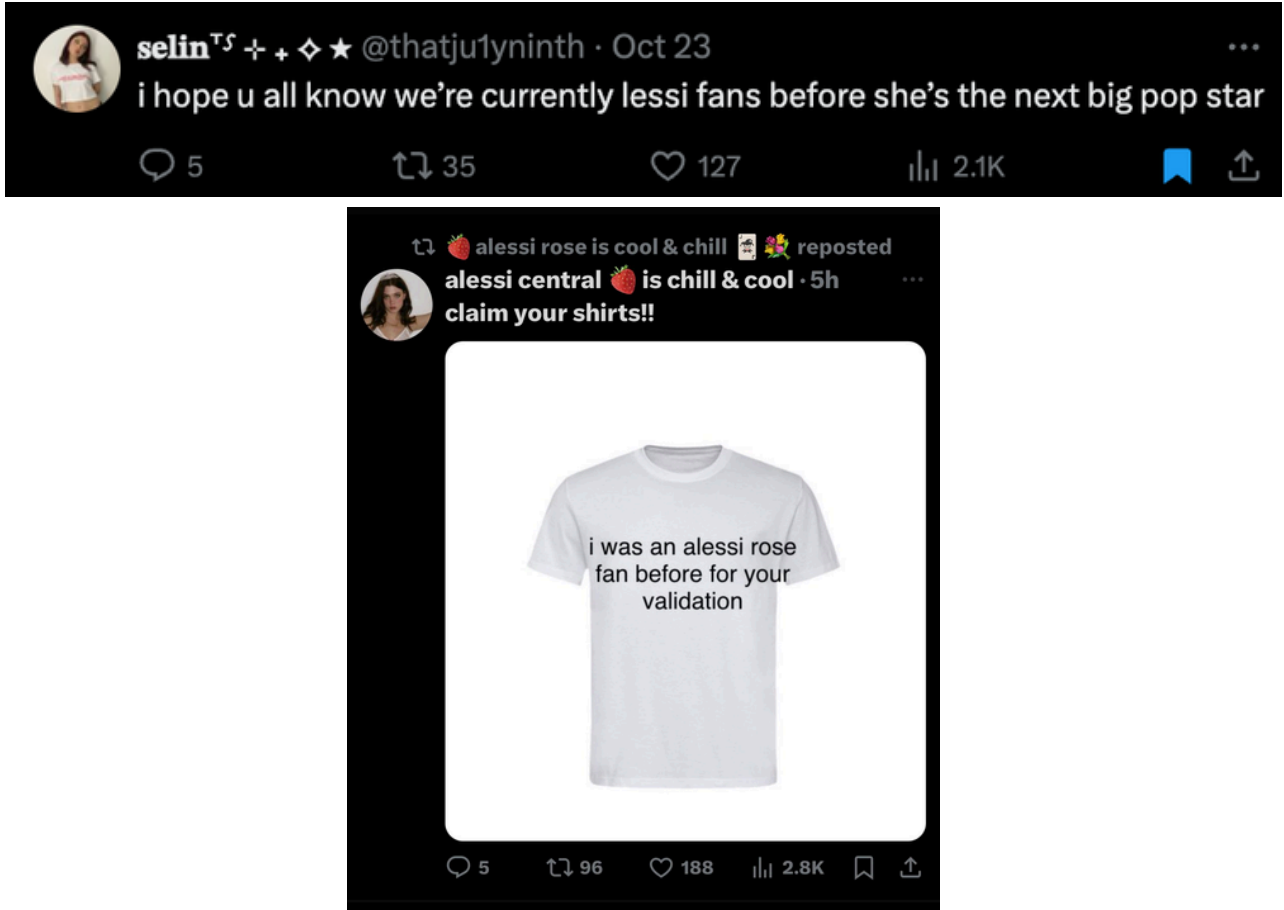 selinᵀˢ ⊹ ₊ ✧ ★ @thatju1yninth · Oct 23
i hope u all know we’re currently lessi fans before she’s the next big pop star
5 35 127 2.1K
🍓 alessi rose is cool & chill 🃏 💐 reposted
alessi central 🍓 is chill & cool · 5h
claim your shirts!!
i was an alessi rose
fan before for your
validation
5 96 188 2.8K